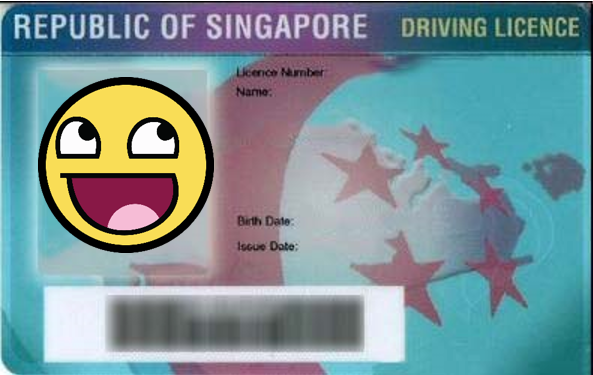 REPUBLIC OF SINGAPORE DRIVING LICENCE
Licence Number:
Name:
Birth Date:
Issue Date: